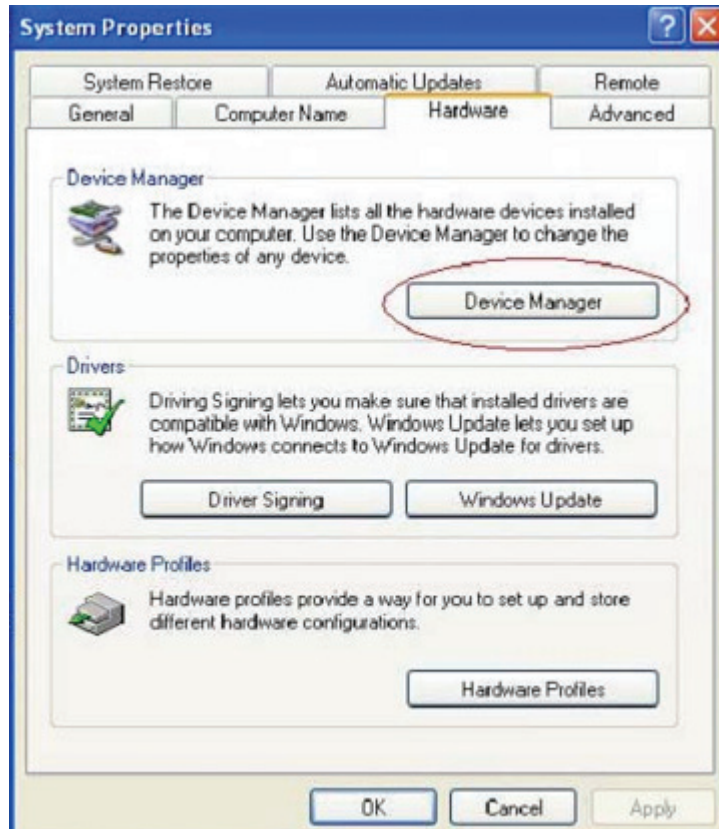 System Properties
?
X
System Restore
Automatic Updates
Remote
General
Computer Name
Hardware
Advanced
Device Manager
The Device Manager lists all the hardware devices installed
on your computer. Use the Device Manager to change the
properties of any device.
Device Manager
Drivers
Driving Signing lets you make sure that installed drivers are
compatible with Windows. Windows Update lets you set up
how Windows connects to Windows Update for drivers.
Driver Signing
Windows Update
Hardware Profiles
Hardware profiles provide a way for you to set up and store
different hardware configurations.
Hardware Profiles
OK
Cancel
Apply